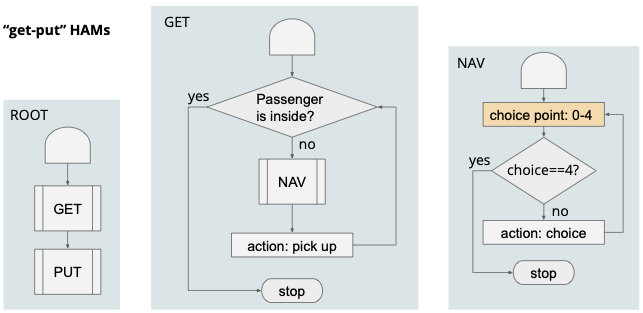 “get-put” HAMs
ROOT
GET
PUT
GET
Passenger
is inside?
yes
no
NAV
action: pick up
stop
NAV
choice point: 0-4
yes
choice==4?
no
action: choice
stop